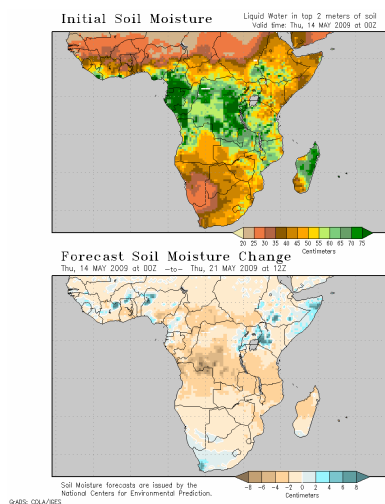 Initial Soil Moisture
Liquid Water in top 2 meters of soil
Valid time: Thu, 14 MAY 2009 at 00Z
20 25 30 35 40 45 50 55 60 65 70 75
Centimeters
Forecast Soil Moisture Change
Thu, 14 MAY 2009 at 00Z -to- Thu, 21 MAY 2009 at 12Z
-8 -6 -4 -2 0 2 4 6 8
Centimeters
Soil Moisture forecasts are issued by the
National Centers for Environmental Prediction.
GrADS: COLA/IGES